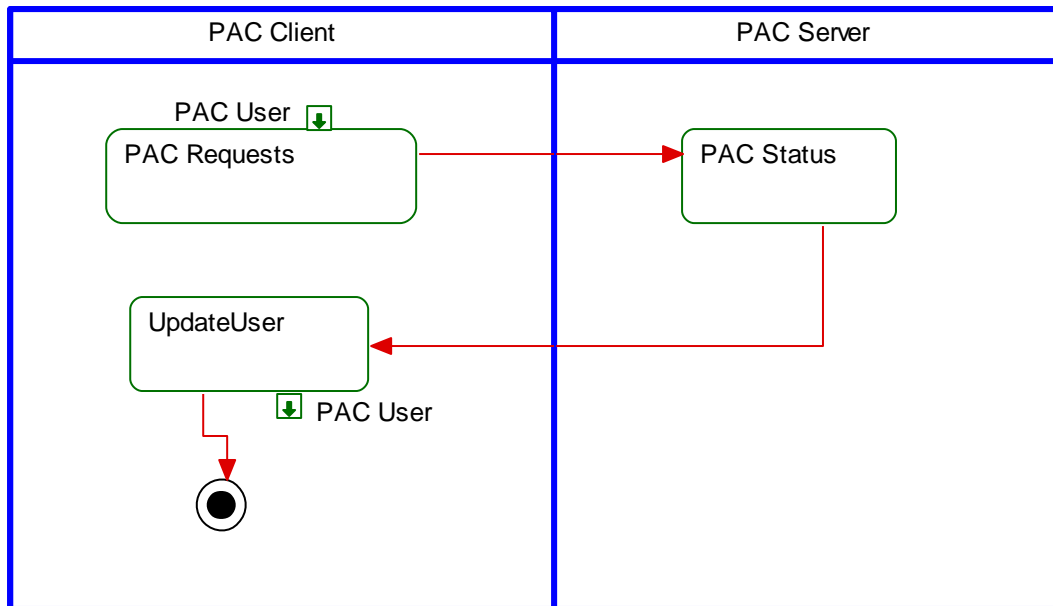 PAC Client
PAC Server
PAC User
PAC Requests
PAC Status
UpdateUser
PAC User